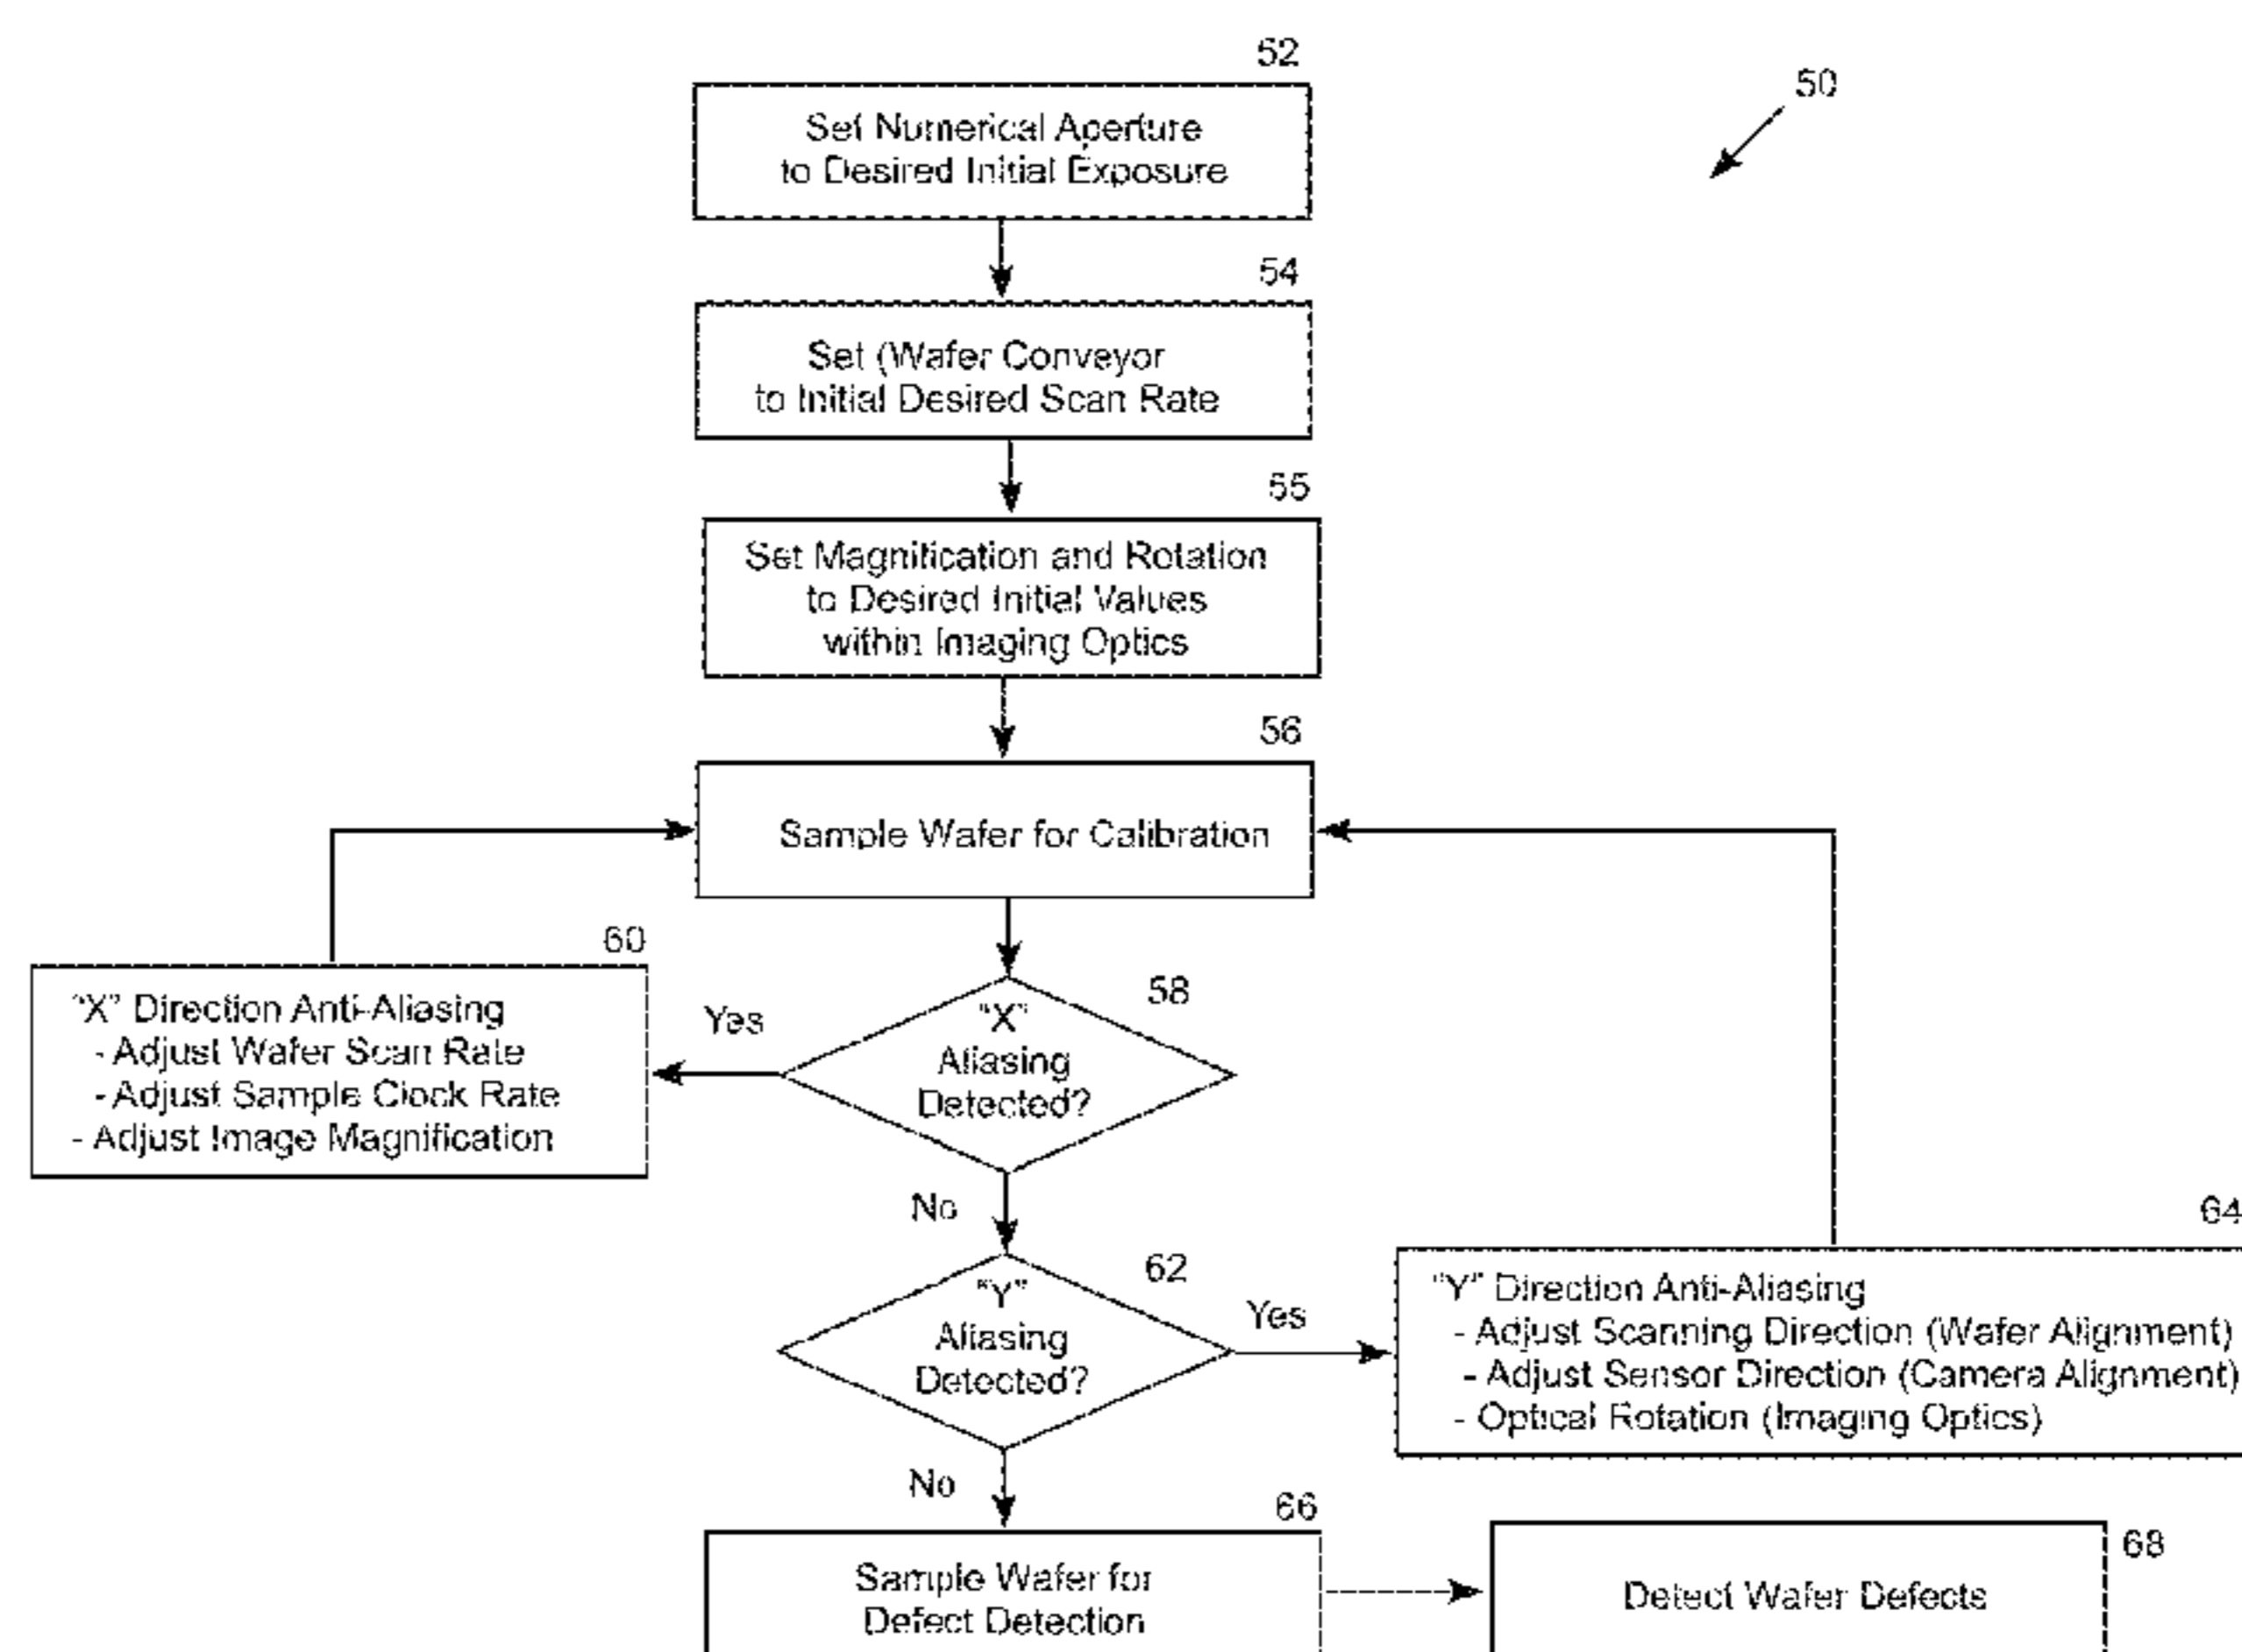 52
50
Set Numerical Aperture
to Desired Initial Exposure
54
Set (Wafer Conveyor
to Initial Desired Scan Rate
55
Set Magnification and Rotation
to Desired Initial Values
within Imaging Optics
56
Sample Wafer for Calibration
60
"X" Direction Anti-Aliasing
- Adjust Wafer Scan Rate
- Adjust Sample Clock Rate
- Adjust Image Magnification
Yes
58
"X"
Aliasing
Detected?
No
62
"Y"
Aliasing
Detected?
Yes
64
"Y" Direction Anti-Aliasing
- Adjust Scanning Direction (Wafer Alignment)
- Adjust Sensor Direction (Camera Alignment)
- Optical Rotation (Imaging Optics)
No
66
Sample Wafer for
Defect Detection
68
Detect Wafer Defects